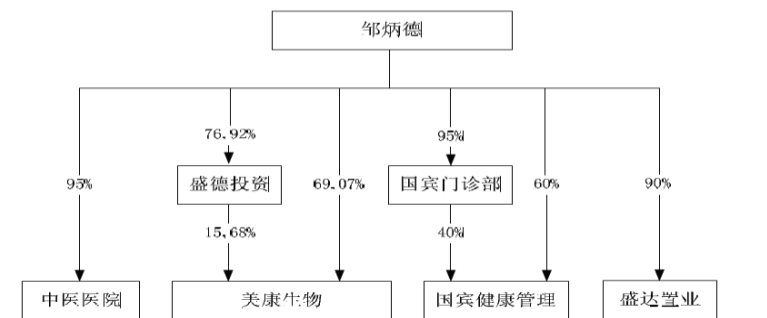 邹炳德
76.92%
95%
盛德投资
国宾门诊部
95%
69.07%
60%
90%
15.68%
40%
中医医院
美康生物
国宾健康管理
盛达置业